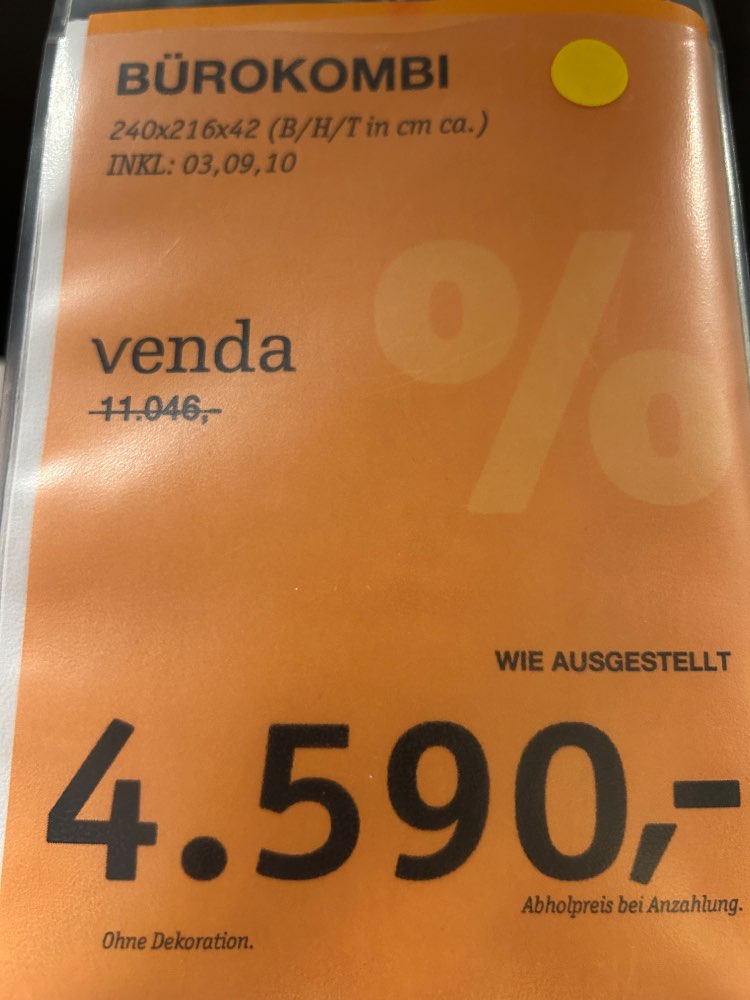 BÜROKOMBI
240x216x42 (B/H/T in cm ca.)
INKL: 03,09,10
%
venda
11.046,-
WIE AUSGESTELLT
4.590,-
Abholpreis bei Anzahlung.
Ohne Dekoration.